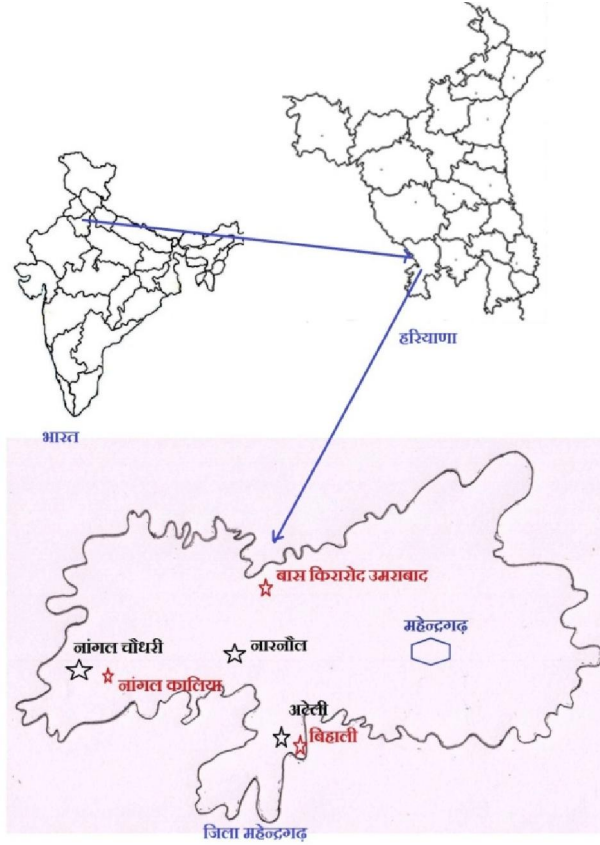 हरियाणा
भारत
बास किरारोद उमराबाद
महेन्द्रगढ़
नांगल चौधरी
नारनौल
नांगल कालिया
अटेली
बिहाली
जिला महेन्द्रगढ़